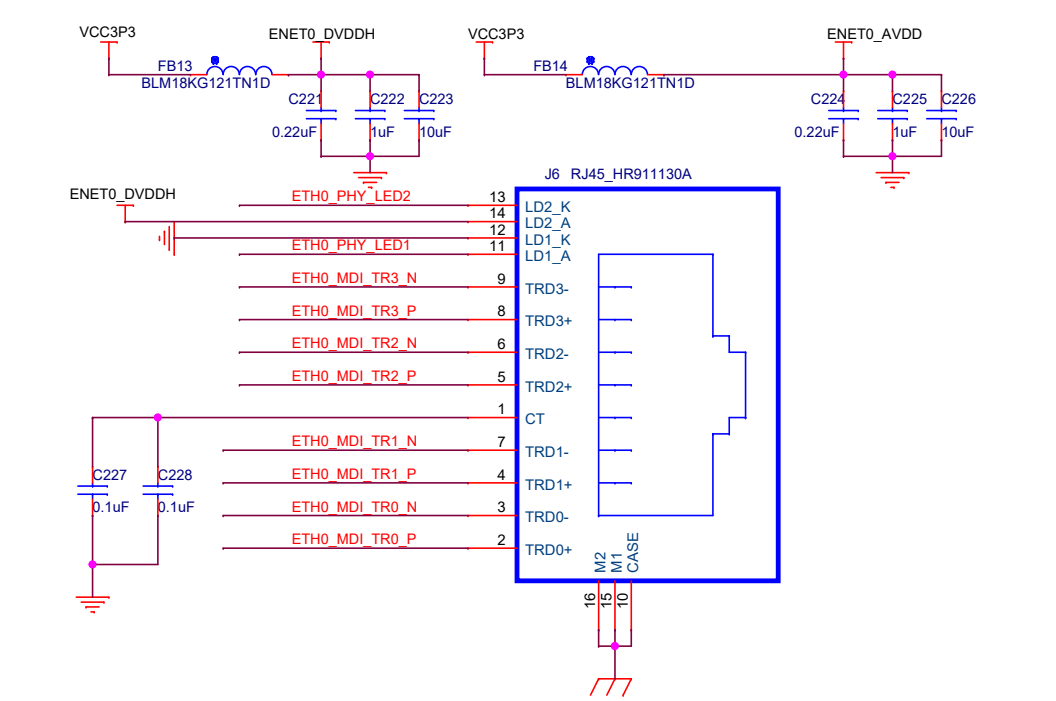 VCC3P3
ENET0_DVDDH
VCC3P3
ENET0_AVDD
FB13
BLM18KG121TN1D
FB14
BLM18KG121TN1D
C221
C222
C223
0.22uF
1uF
10uF
C224
C225
C226
0.22uF
1uF
10uF
J6 RJ45_HR911130A
ENET0_DVDDH
ETH0_PHY_LED2
13
LD2_K
14
LD2_A
12
LD1_K
ETH0_PHY_LED1
11
LD1_A
ETH0_MDI_TR3_N
9
TRD3-
ETH0_MDI_TR3_P
8
TRD3+
ETH0_MDI_TR2_N
6
TRD2-
ETH0_MDI_TR2_P
5
TRD2+
1
CT
ETH0_MDI_TR1_N
7
TRD1-
C227
C228
0.1uF
0.1uF
ETH0_MDI_TR1_P
4
TRD1+
ETH0_MDI_TR0_N
3
TRD0-
ETH0_MDI_TR0_P
2
TRD0+
M2
M1
CASE
16
15
10